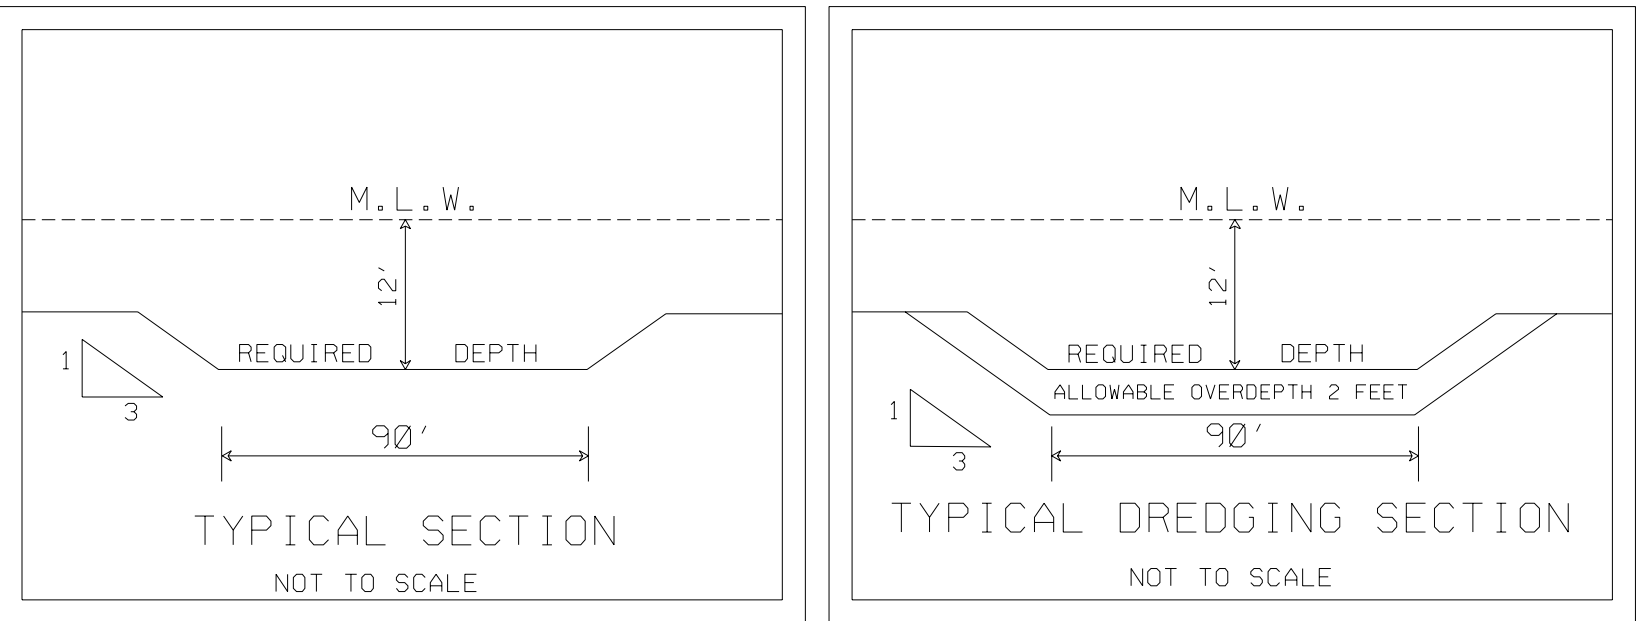 M.L.W.
12'
REQUIRED DEPTH
1
3
90'
TYPICAL SECTION
NOT TO SCALE
M.L.W.
12'
REQUIRED DEPTH
ALLOWABLE OVERDEPTH 2 FEET
1
3
90'
TYPICAL DREDGING SECTION
NOT TO SCALE